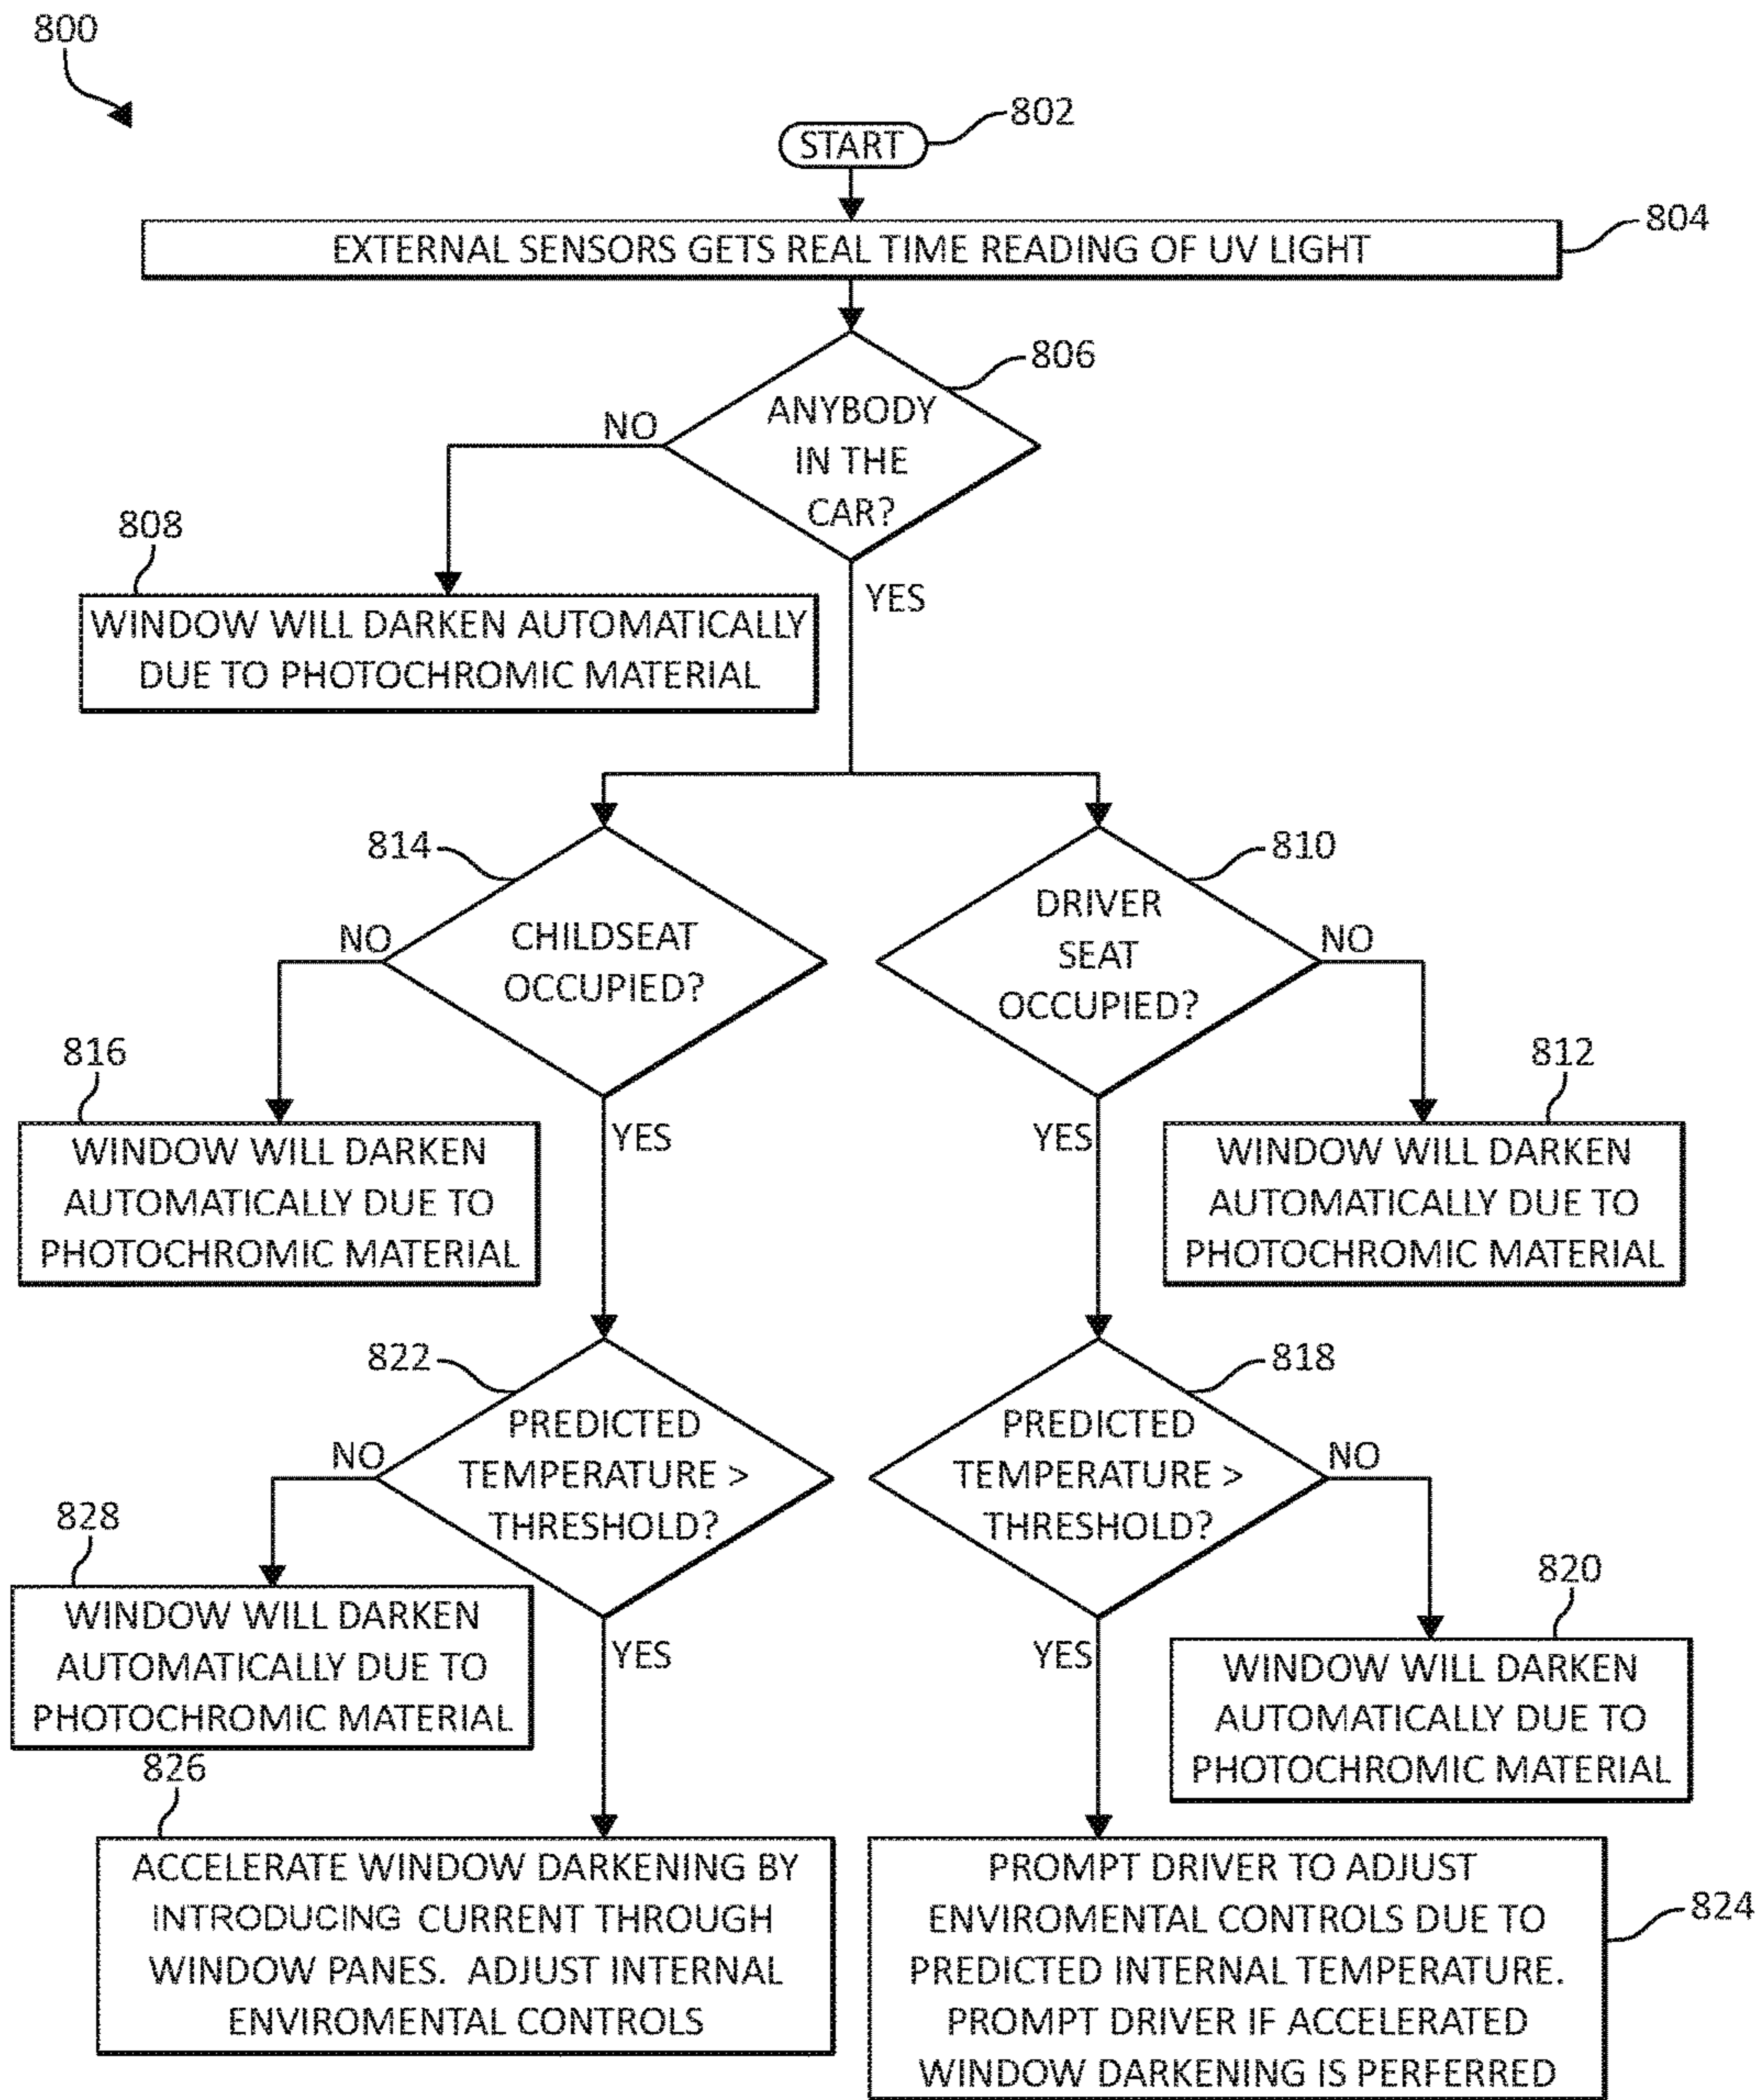 800
802
START
804
EXTERNAL SENSORS GETS REAL TIME READING OF UV LIGHT
806
ANYBODY
IN THE
CAR?
NO
YES
808
WINDOW WILL DARKEN AUTOMATICALLY
DUE TO PHOTOCHROMIC MATERIAL
814
CHILDSEAT
OCCUPIED?
NO
YES
810
DRIVER
SEAT
OCCUPIED?
NO
YES
816
WINDOW WILL DARKEN
AUTOMATICALLY DUE TO
PHOTOCHROMIC MATERIAL
812
WINDOW WILL DARKEN
AUTOMATICALLY DUE TO
PHOTOCHROMIC MATERIAL
822
PREDICTED
TEMPERATURE >
THRESHOLD?
NO
YES
818
PREDICTED
TEMPERATURE >
THRESHOLD?
NO
YES
828
WINDOW WILL DARKEN
AUTOMATICALLY DUE TO
PHOTOCHROMIC MATERIAL
820
WINDOW WILL DARKEN
AUTOMATICALLY DUE TO
PHOTOCHROMIC MATERIAL
826
ACCELERATE WINDOW DARKENING BY
INTRODUCING CURRENT THROUGH
WINDOW PANES. ADJUST INTERNAL
ENVIROMENTAL CONTROLS
824
PROMPT DRIVER TO ADJUST
ENVIROMENTAL CONTROLS DUE TO
PREDICTED INTERNAL TEMPERATURE.
PROMPT DRIVER IF ACCELERATED
WINDOW DARKENING IS PERFERRED